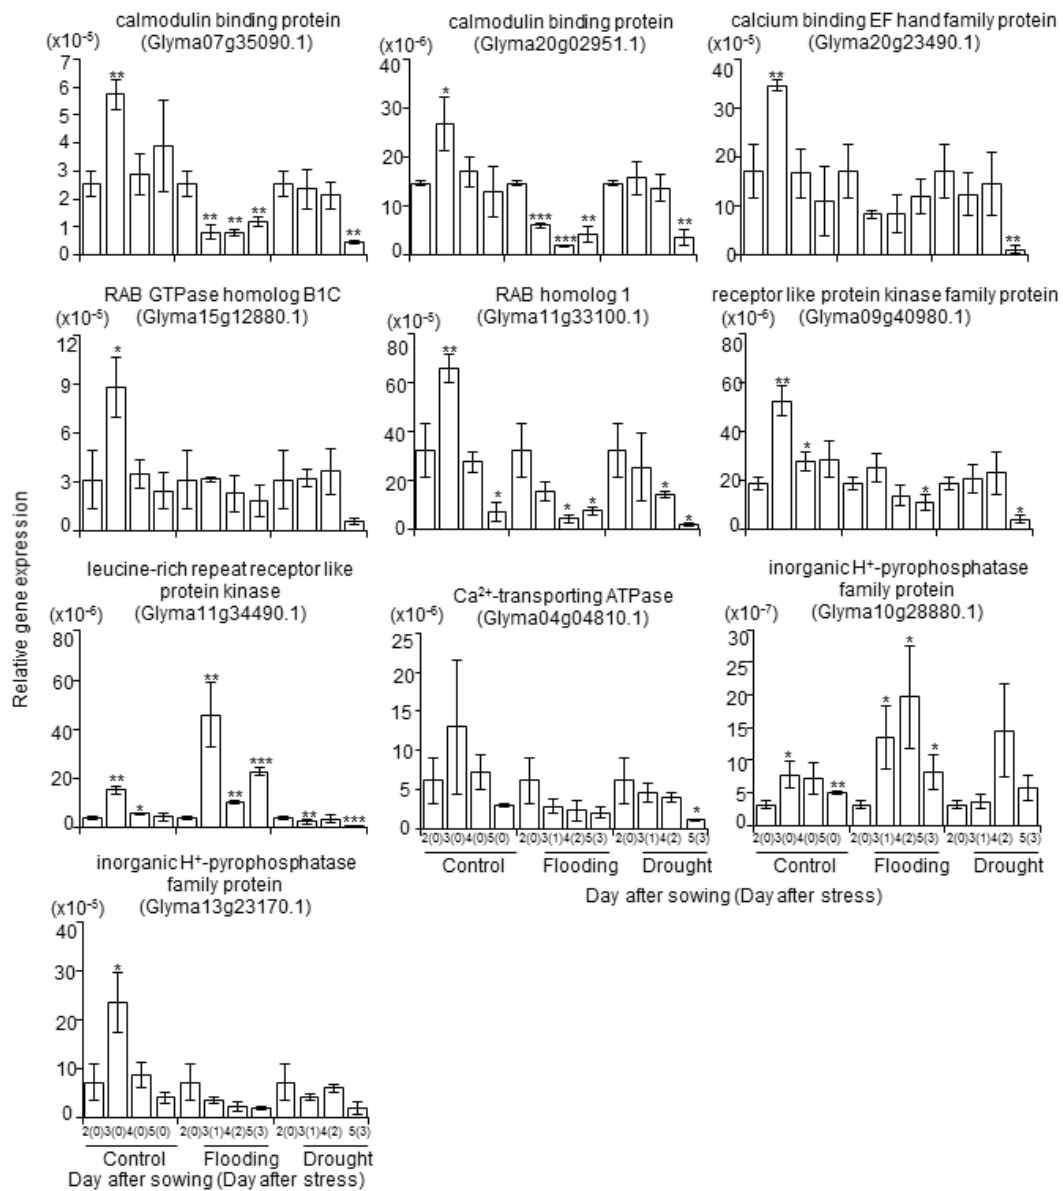 calmodulin binding protein
(Glyma07g35090.1)
(x10-5)
7
6
5
4
3
2
1
0
**
**
**
**
**
calmodulin binding protein
(Glyma20g02951.1)
(x10-6)
40
30
20
10
0
*
***
***
**
**
calcium binding EF hand family protein
(Glyma20g23490.1)
(x10-5)
40
30
20
10
0
**
**
RAB GTPase homolog B1C
(Glyma15g12880.1)
(x10-5)
12
9
6
3
0
*
RAB homolog 1
(Glyma11g33100.1)
(x10-5)
80
60
40
20
0
**
*
*
*
*
*
receptor like protein kinase family protein
(Glyma09g40980.1)
(x10-6)
80
60
40
20
0
**
*
*
*
Relative gene expression
leucine-rich repeat receptor like
protein kinase
(Glyma11g34490.1)
(x10-6)
80
60
40
20
0
**
*
**
**
***
**
***
Ca2+-transporting ATPase
(Glyma04g04810.1)
(x10-6)
25
20
15
10
5
0
*
2(0)3(0)4(0)5(0) 2(0)3(1)4(2)5(3) 2(0)3(1)4(2) 5(3)
Control Flooding Drought
inorganic H+-pyrophosphatase
family protein
(Glyma10g28880.1)
(x10-7)
30
25
20
15
10
5
0
*
**
*
*
*
2(0)3(0)4(0)5(0) 2(0)3(1)4(2)5(3) 2(0)3(1)4(2) 5(3)
Control Flooding Drought
Day after sowing (Day after stress)
inorganic H+-pyrophosphatase
family protein
(Glyma13g23170.1)
(x10-5)
40
30
20
10
0
*
2(0)3(0)4(0)5(0) 2(0)3(1)4(2)5(3) 2(0)3(1)4(2) 5(3)
Control Flooding Drought
Day after sowing (Day after stress)